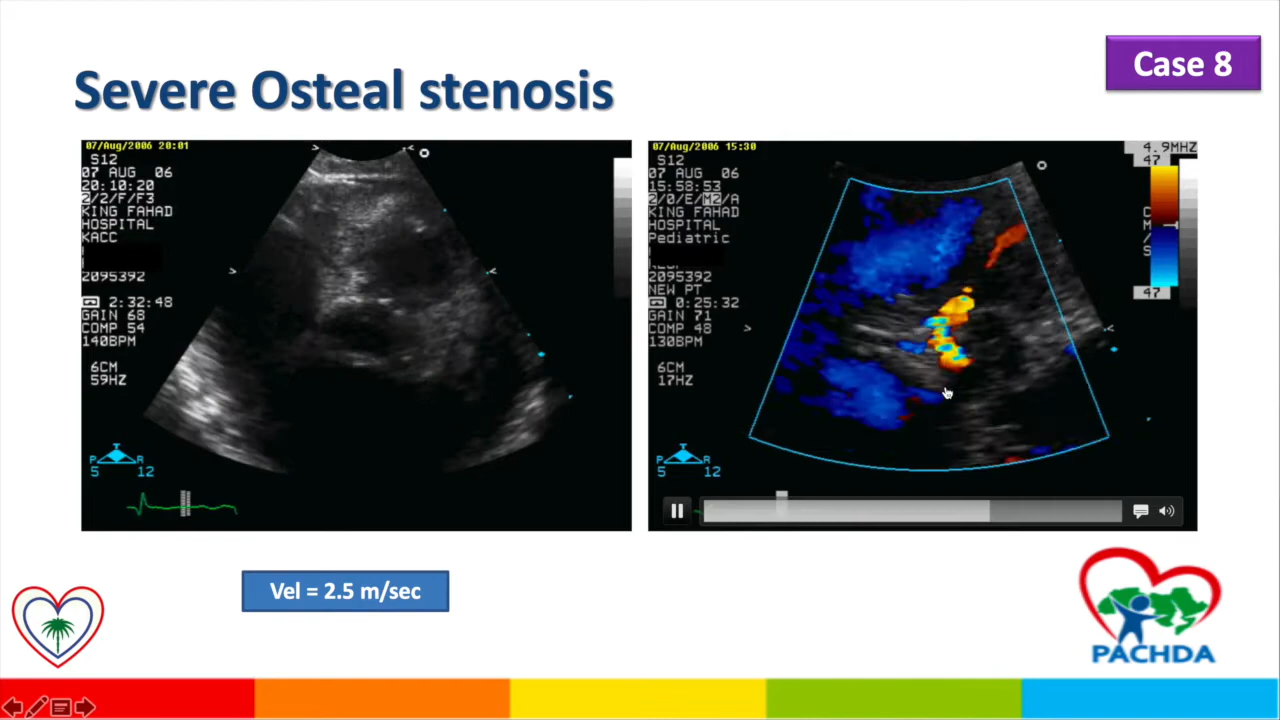 Case 8
Severe Osteal stenosis
07/Aug/2006 20:01
S12
07 AUG 06
20:10:20
2/2/F/F3
KING FAHAD
HOSPITAL
KACC
2095392
2:32:48
GAIN 68
COMP 54
140BPM
6CM
59HZ
T
P R
5 12
07/Aug/2006 15:30
S12
07 AUG 06
15:58:53
2/0/E/M2/A
KING FAHAD
HOSPITAL
Pediatric
2095392
NEW PT
0:25:32
GAIN 71
COMP 48
130BPM
6CM
17HZ
T
P R
5 12
4.9MHZ
47
47
Vel = 2.5 m/sec
PACHDA